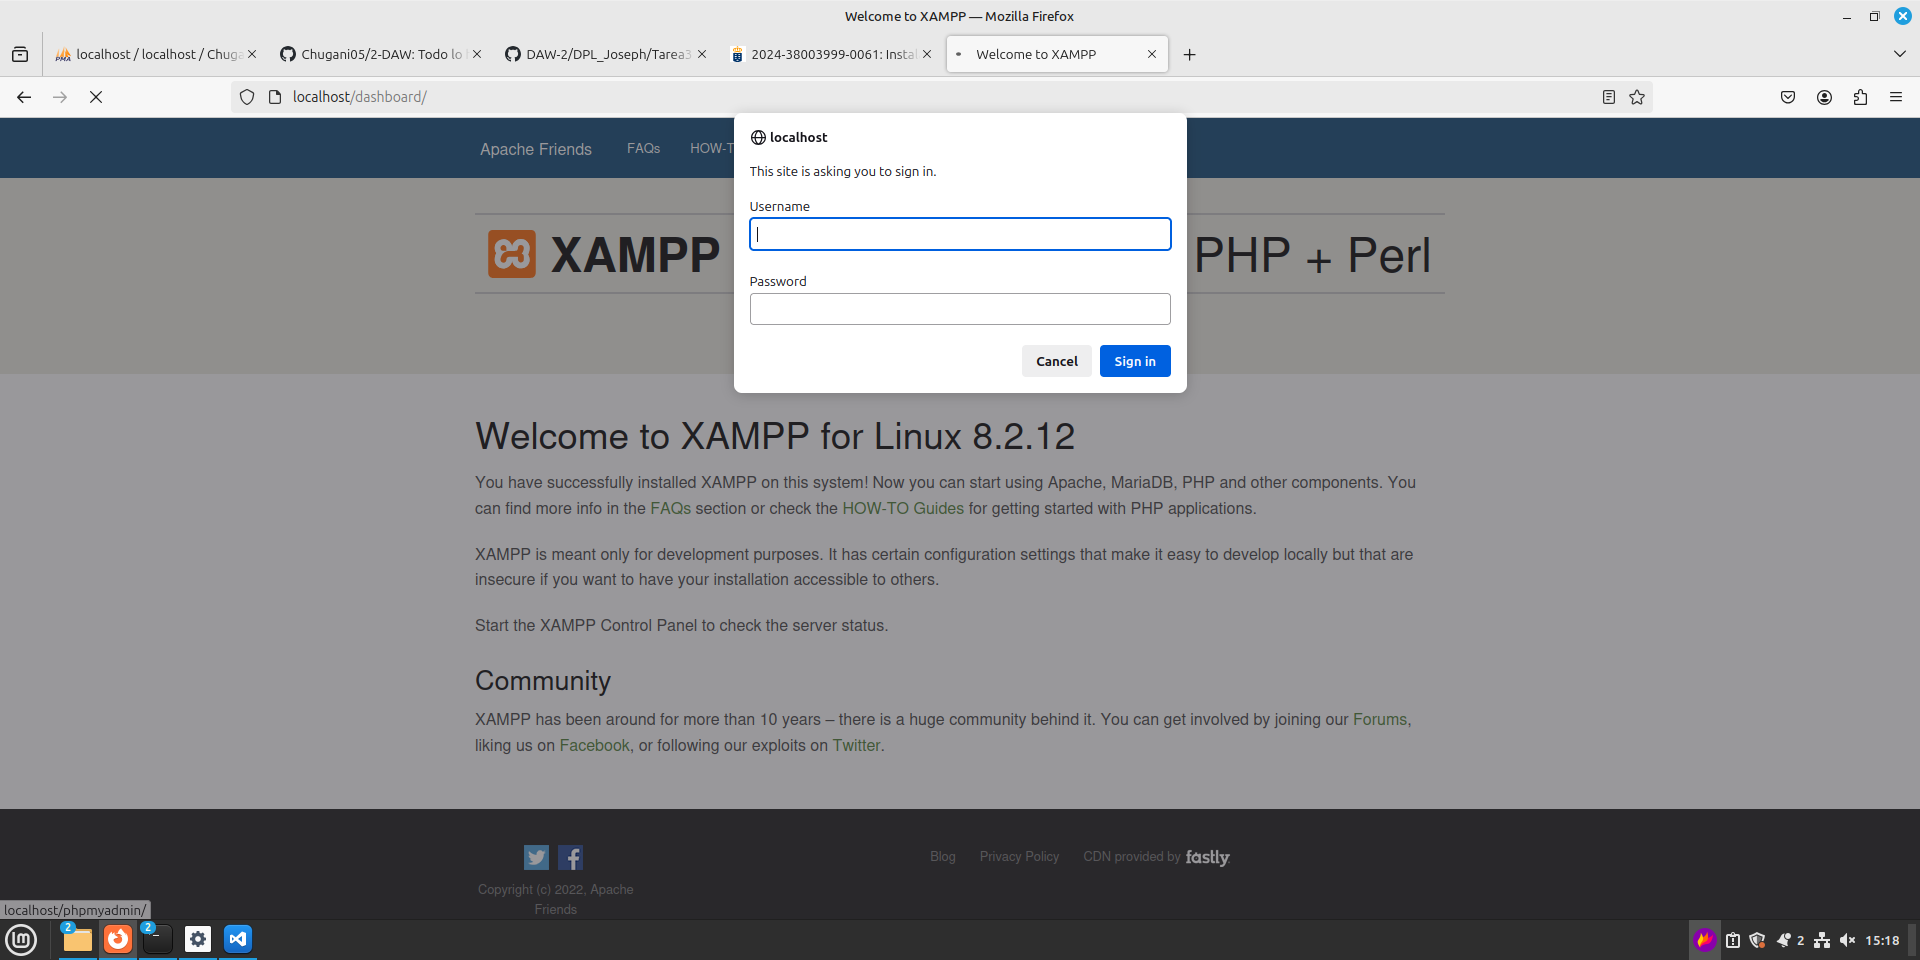 Welcome to XAMPP — Mozilla Firefox
localhost / localhost / Chuga
Chugani05/2-DAW: Todo lo
DAW-2/DPL_Joseph/Tarea3
2024-38003999-0061: Insta
Welcome to XAMPP
localhost/dashboard/
Apache Friends
FAQs
HOW-T
localhost
This site is asking you to sign in.
Username
Password
Cancel
Sign in
XAMPP
PHP + Perl
Welcome to XAMPP for Linux 8.2.12
You have successfully installed XAMPP on this system! Now you can start using Apache, MariaDB, PHP and other components. You
can find more info in the FAQs section or check the HOW-TO Guides for getting started with PHP applications.
XAMPP is meant only for development purposes. It has certain configuration settings that make it easy to develop locally but that are
insecure if you want to have your installation accessible to others.
Start the XAMPP Control Panel to check the server status.
Community
XAMPP has been around for more than 10 years – there is a huge community behind it. You can get involved by joining our Forums,
liking us on Facebook, or following our exploits on Twitter.
Blog
Privacy Policy
CDN provided by fastly
Copyright (c) 2022, Apache
Friends
localhost/phpmyadmin/
2
2
2
15:18